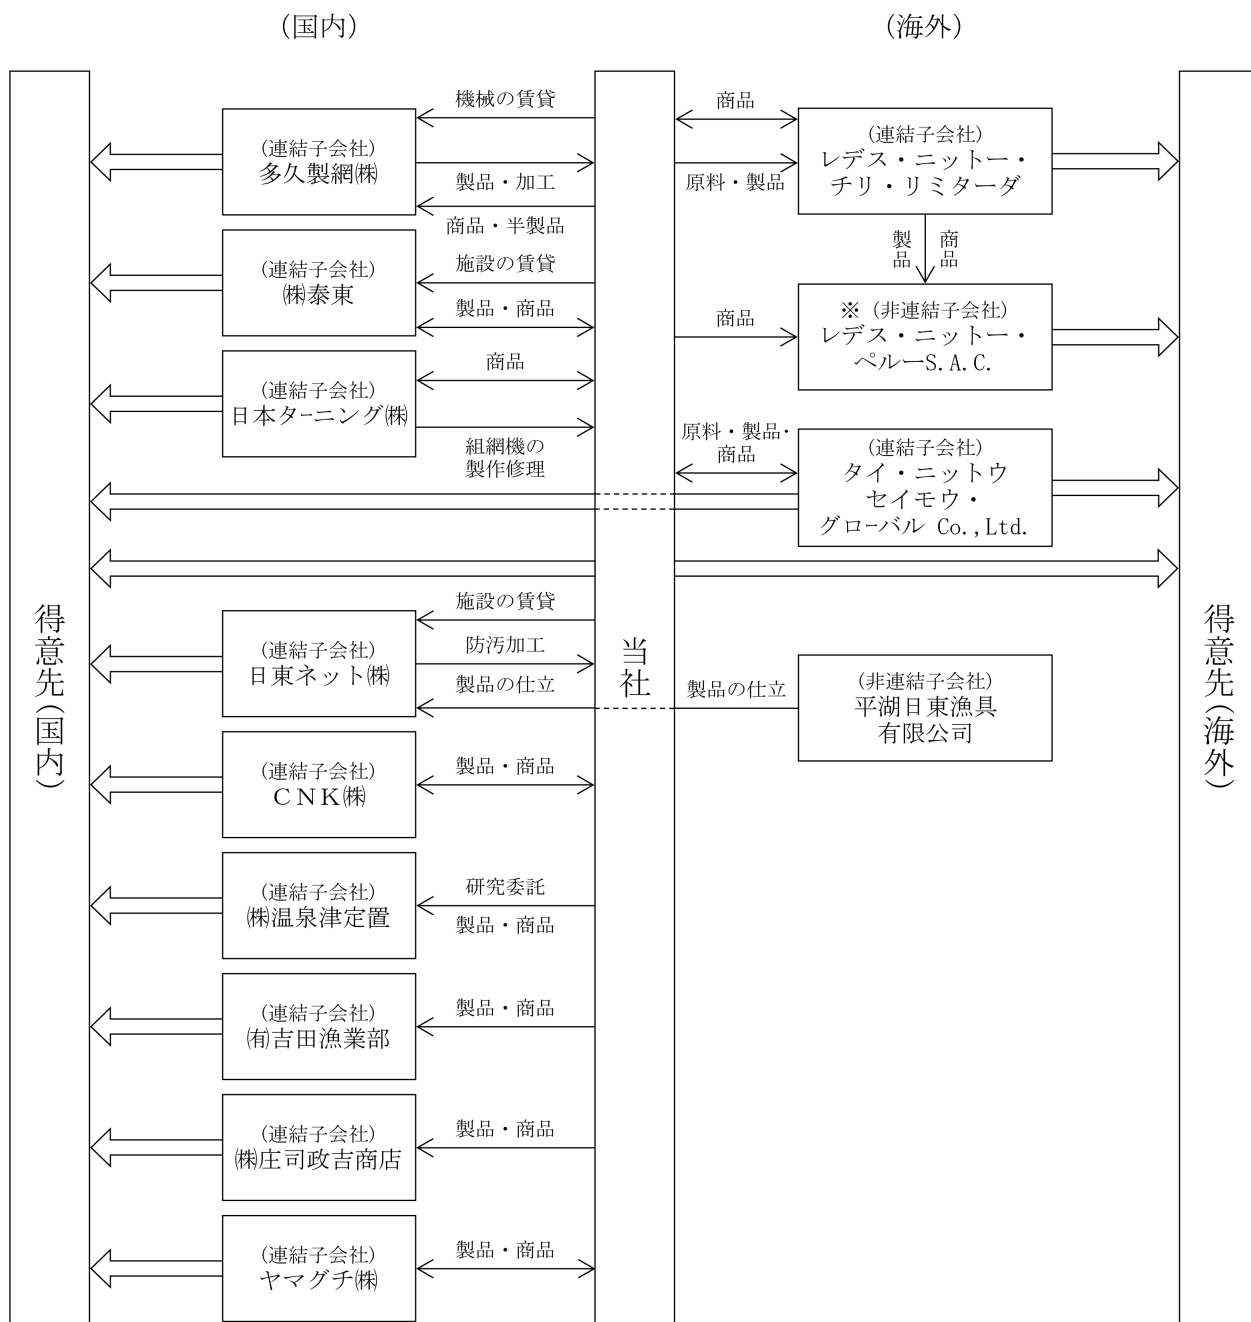 (国内)
(海外)
得意先(国内)
機械の賃貸
(連結子会社)
多久製網㈱
製品・加工
商品・半製品
(連結子会社)
㈱泰東
施設の賃貸
製品・商品
(連結子会社)
日本ターニング㈱
商品
組網機の
製作修理
(連結子会社)
日東ネット㈱
施設の賃貸
防汚加工
製品の仕立
(連結子会社)
CNK㈱
製品・商品
(連結子会社)
㈱温泉津定置
研究委託
製品・商品
(連結子会社)
㈲吉田漁業部
製品・商品
(連結子会社)
㈱庄司政吉商店
製品・商品
(連結子会社)
ヤマグチ㈱
製品・商品
当社
商品
原料・製品
(連結子会社)
レデス・ニットー・
チリ・リミターダ
製品
商品
商品
※(非連結子会社)
レデス・ニットー・
ペルーS.A.C.
原料・製品・
商品
(連結子会社)
タイ・ニットウ
セイモウ・
グローバル Co.,Ltd.
製品の仕立
(非連結子会社)
平湖日東漁具
有限公司
得意先(海外)